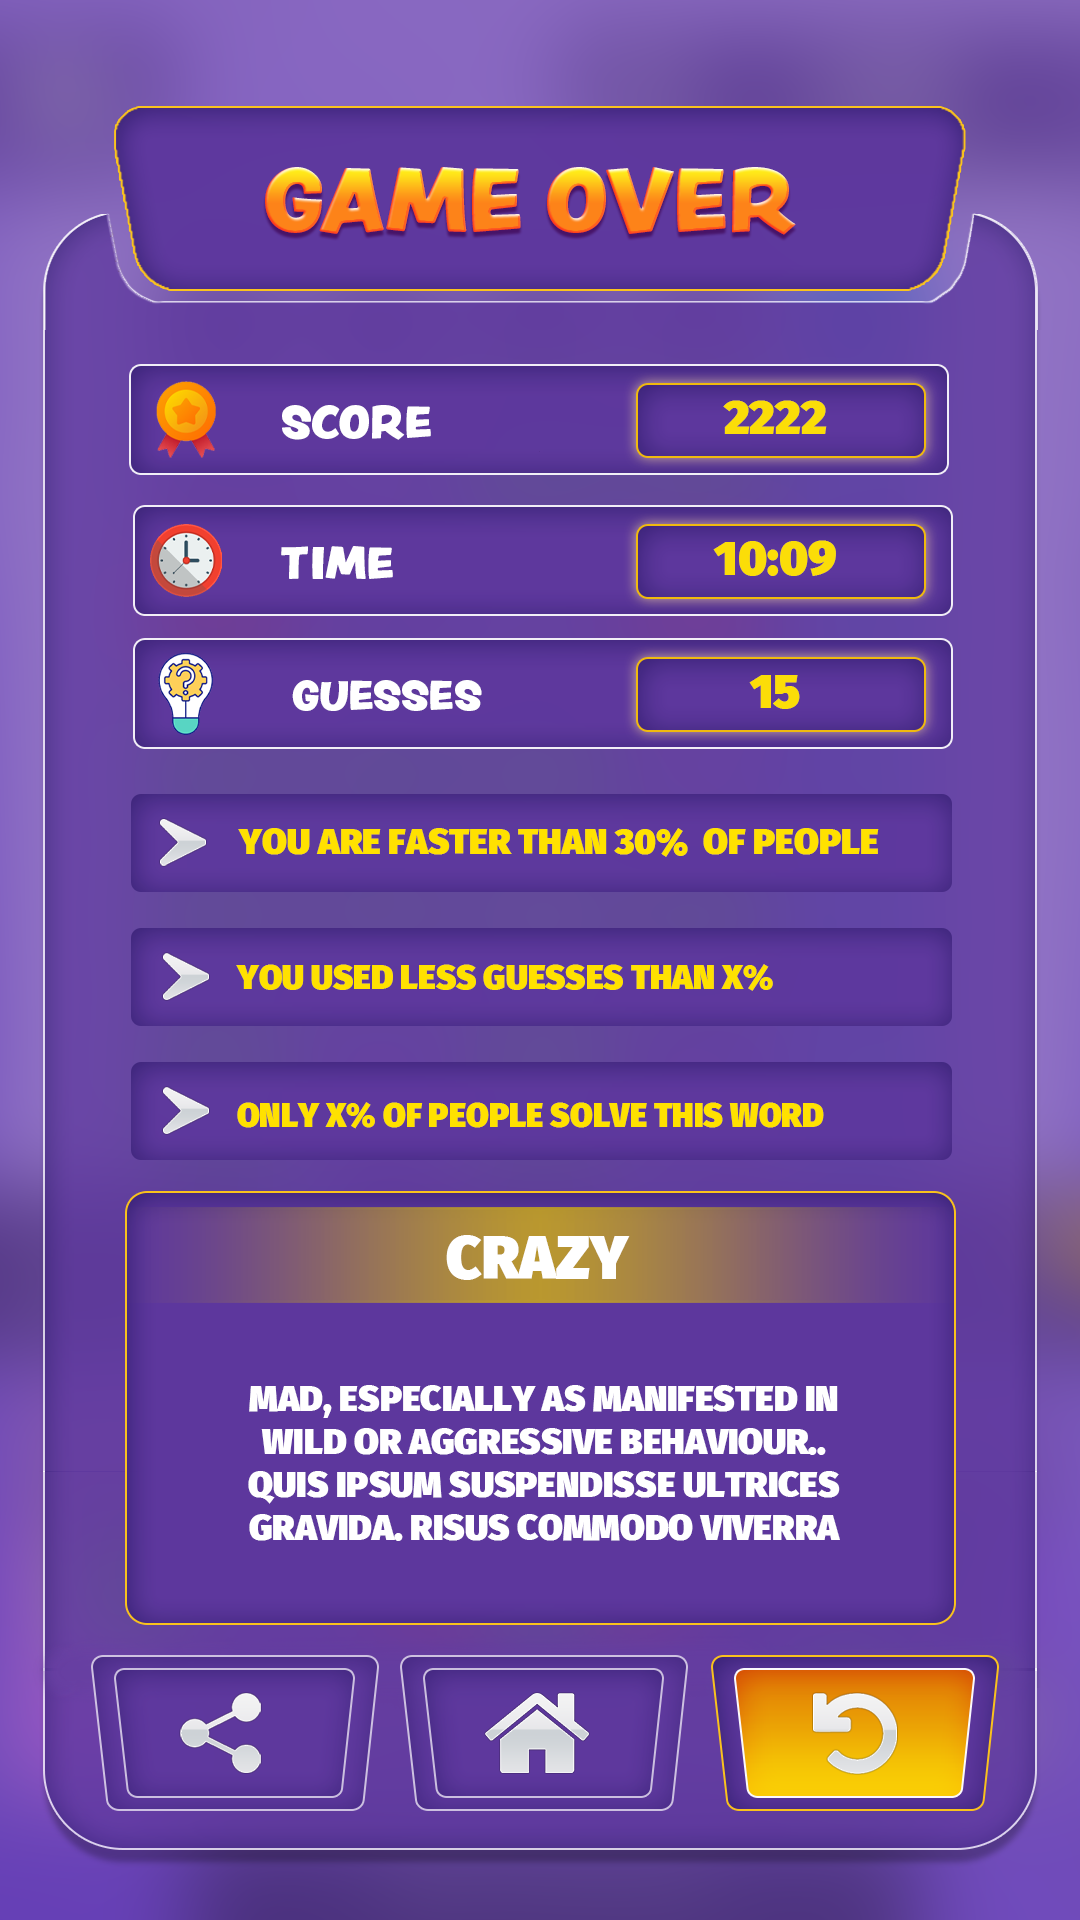 GAME OVER
SCORE 2222
TIME 10:09
GUESSES 15
YOU ARE FASTER THAN 30% OF PEOPLE
YOU USED LESS GUESSES THAN X%
ONLY X% OF PEOPLE SOLVE THIS WORD
CRAZY
MAD, ESPECIALLY AS MANIFESTED IN
WILD OR AGGRESSIVE BEHAVIOUR..
QUIS IPSUM SUSPENDISSE ULTRICES
GRAVIDA. RISUS COMMODO VIVERRA